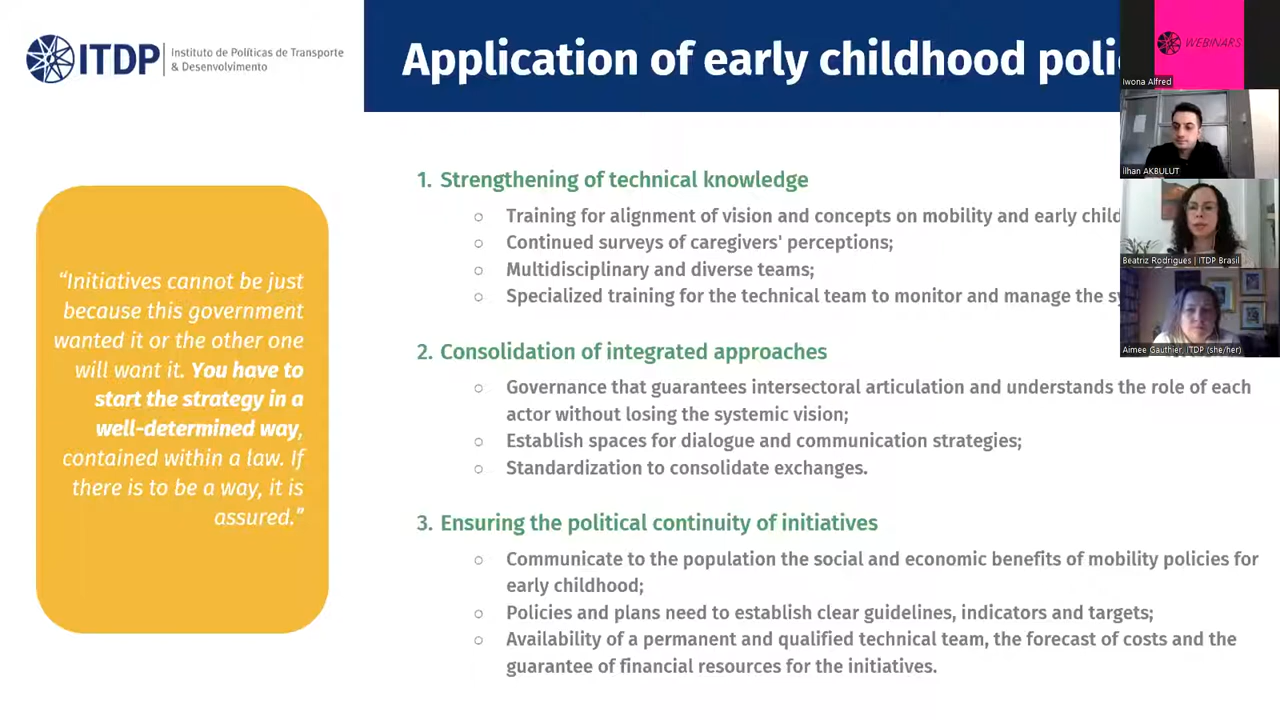 ITDP
Instituto de Políticas de Transporte
& Desenvolvimento
Application of early childhood
1. Strengthening of technical knowledge
○ Training for alignment of vision and concepts on mobility and early
○ Continued surveys of caregivers' perceptions;
○ Multidisciplinary and diverse teams;
○ Specialized training for the technical team to monitor and manage the
2. Consolidation of integrated approaches
○ Governance that guarantees intersectoral articulation and understands the role of each
actor without losing the systemic vision;
○ Establish spaces for dialogue and communication strategies;
○ Standardization to consolidate exchanges.
3. Ensuring the political continuity of initiatives
○ Communicate to the population the social and economic benefits of mobility policies for
early childhood;
○ Policies and plans need to establish clear guidelines, indicators and targets;
○ Availability of a permanent and qualified technical team, the forecast of costs and the
guarantee of financial resources for the initiatives.
“Initiatives cannot be just
because this government
wanted it or the other one
will want it. You have to
start the strategy in a
well-determined way,
contained within a law. If
there is to be a way, it is
assured.”
WEBINARS
Iwona Alfred
İlhan AKBULUT
Beatriz Rodrigues | ITDP Brasil
Aimee Gauthier, ITDP (she/her)